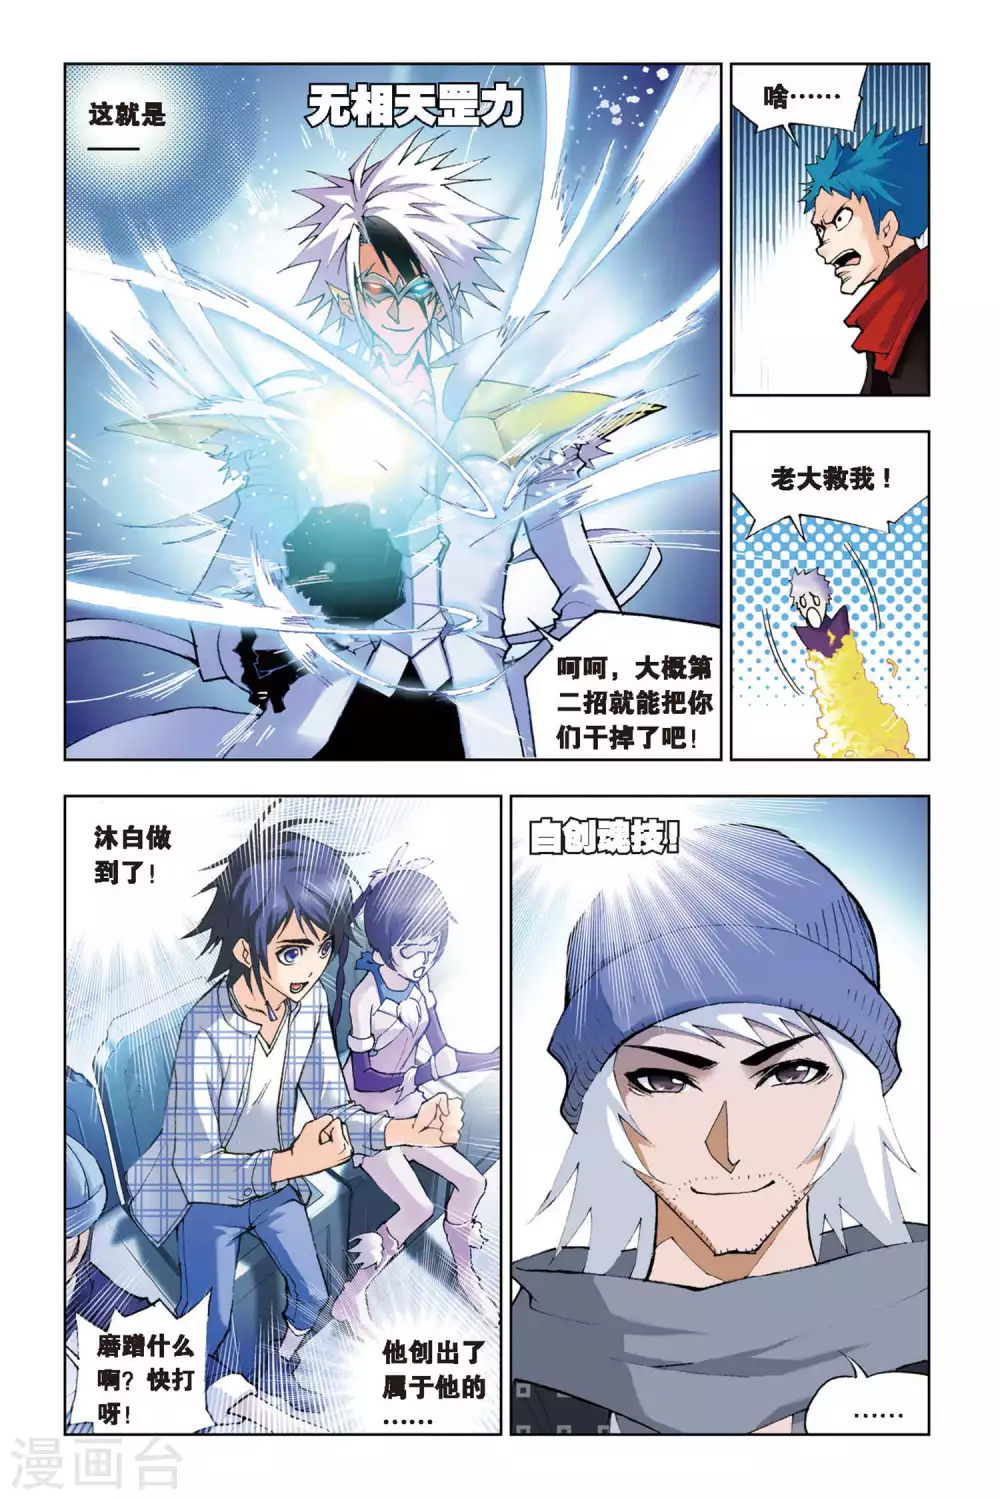 这就是
——
无相天罡力
呵呵，大概第
二招就能把你
们干掉了吧！
啥……
老大救我！
沐白做
到了！
磨蹭什么
啊？快打
呀！
他创出了
属于他的
……
自创魂技！
……
漫画台